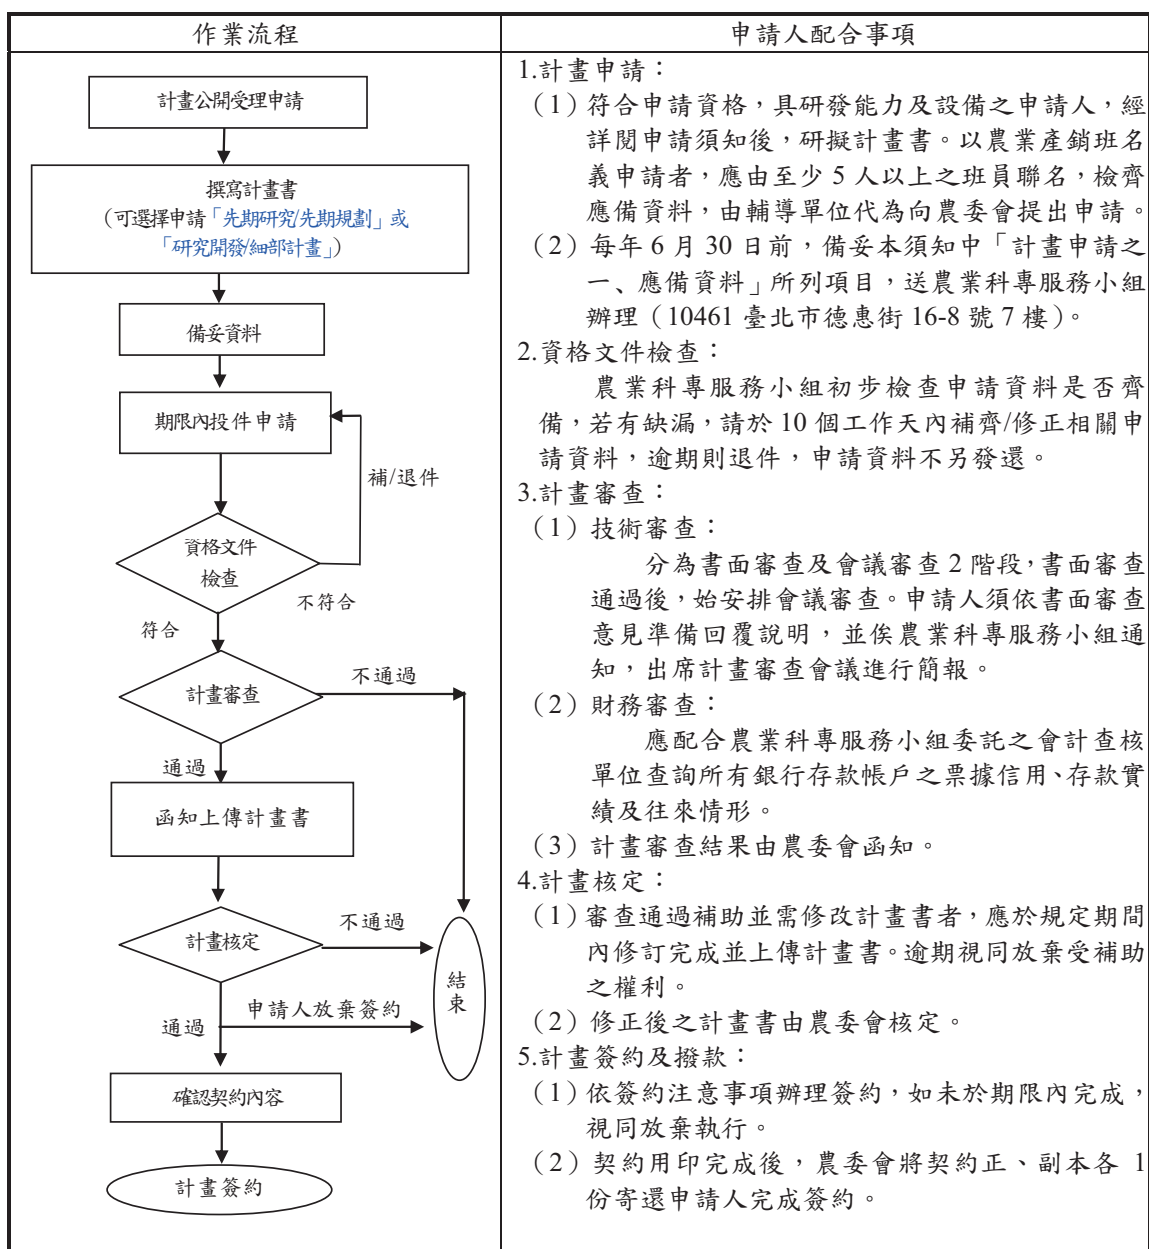 作業流程
計畫公開受理申請
撰寫計畫書
（可選擇申請「先期研究/先期規劃」或
「研究開發/細部計畫」）
備妥資料
期限內投件申請
補/退件
資格文件
檢查
不符合
符合
計畫審查
不通過
通過
函知上傳計畫書
計畫核定
不通過
結
束
申請人放棄簽約
通過
確認契約內容
計畫簽約
申請人配合事項
1.計畫申請：
（1）符合申請資格，具研發能力及設備之申請人，經
詳閱申請須知後，研擬計畫書。以農業產銷班名
義申請者，應由至少 5 人以上之班員聯名，檢齊
應備資料，由輔導單位代為向農委會提出申請。
（2）每年 6 月 30 日前，備妥本須知中「計畫申請之
一、應備資料」所列項目，送農業科專服務小組
辦理（10461 臺北市德惠街 16-8 號 7 樓）。
2.資格文件檢查：
農業科專服務小組初步檢查申請資料是否齊
備，若有缺漏，請於 10 個工作天內補齊/修正相關申
請資料，逾期則退件，申請資料不另發還。
3.計畫審查：
（1）技術審查：
分為書面審查及會議審查 2 階段，書面審查
通過後，始安排會議審查。申請人須依書面審查
意見準備回覆說明，並俟農業科專服務小組通
知，出席計畫審查會議進行簡報。
（2）財務審查：
應配合農業科專服務小組委託之會計查核
單位查詢所有銀行存款帳戶之票據信用、存款實
績及往來情形。
（3）計畫審查結果由農委會函知。
4.計畫核定：
（1）審查通過補助並需修改計畫書者，應於規定期間
內修訂完成並上傳計畫書。逾期視同放棄受補助
之權利。
（2）修正後之計畫書由農委會核定。
5.計畫簽約及撥款：
（1）依簽約注意事項辦理簽約，如未於期限內完成，
視同放棄執行。
（2）契約用印完成後，農委會將契約正、副本各 1
份寄還申請人完成簽約。